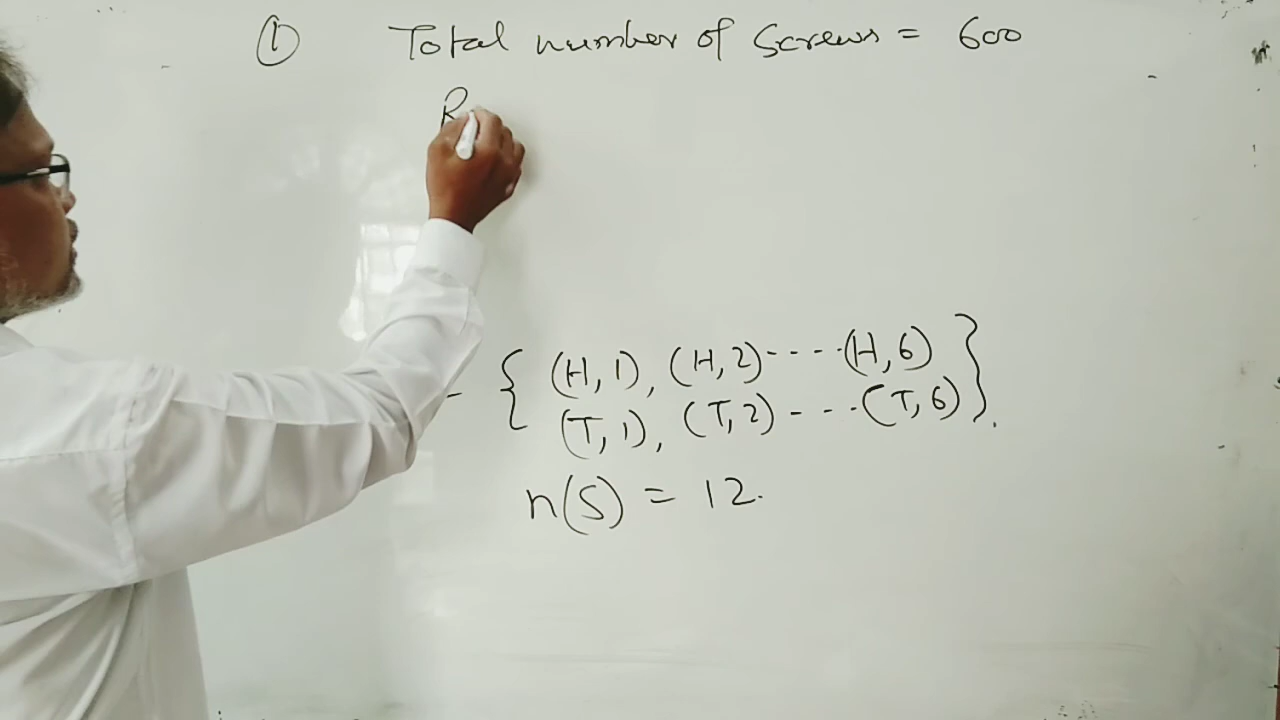 ① Total number of Screws = 600
R
- { (H, 1), (H, 2) ---- (H, 6)
(T, 1), (T, 2) - --- (T, 6) }.
n(S) = 12.